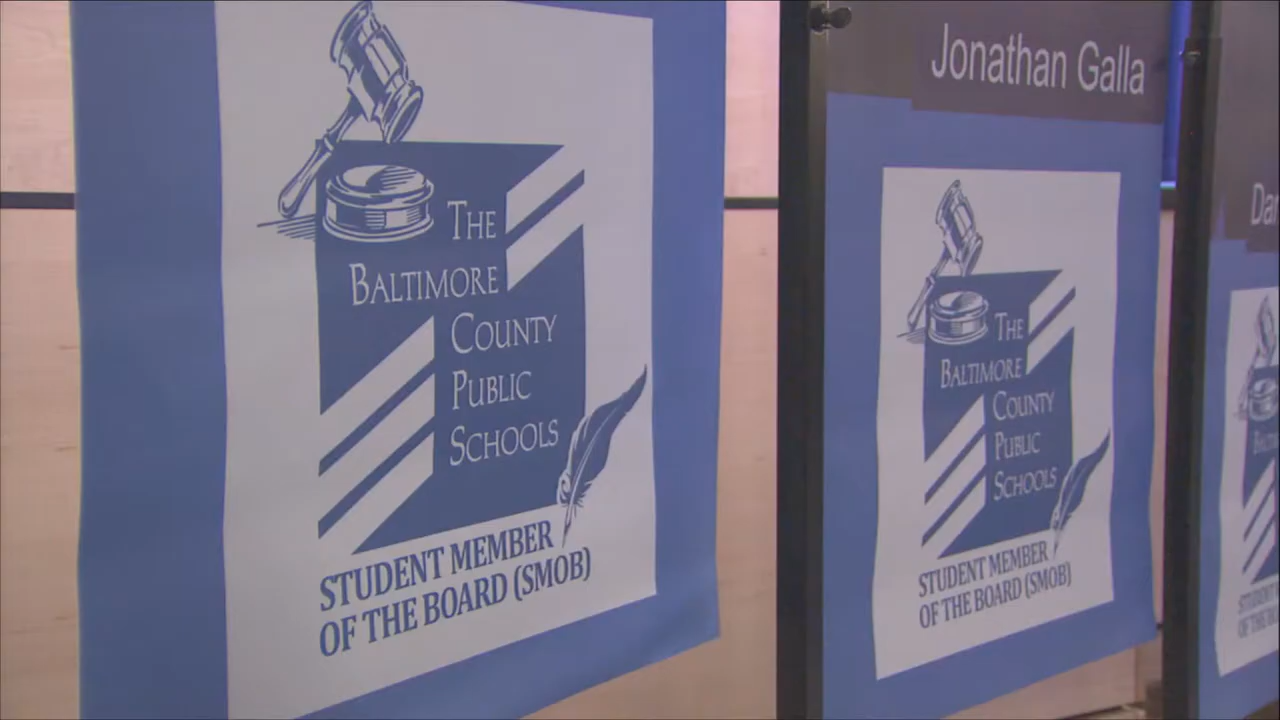 THE
BALTIMORE
COUNTY
PUBLIC
SCHOOLS
STUDENT MEMBER
OF THE BOARD (SMOB)
Jonathan Galla
THE
BALTIMORE
COUNTY
PUBLIC
SCHOOLS
STUDENT MEMBER
OF THE BOARD (SMOB)